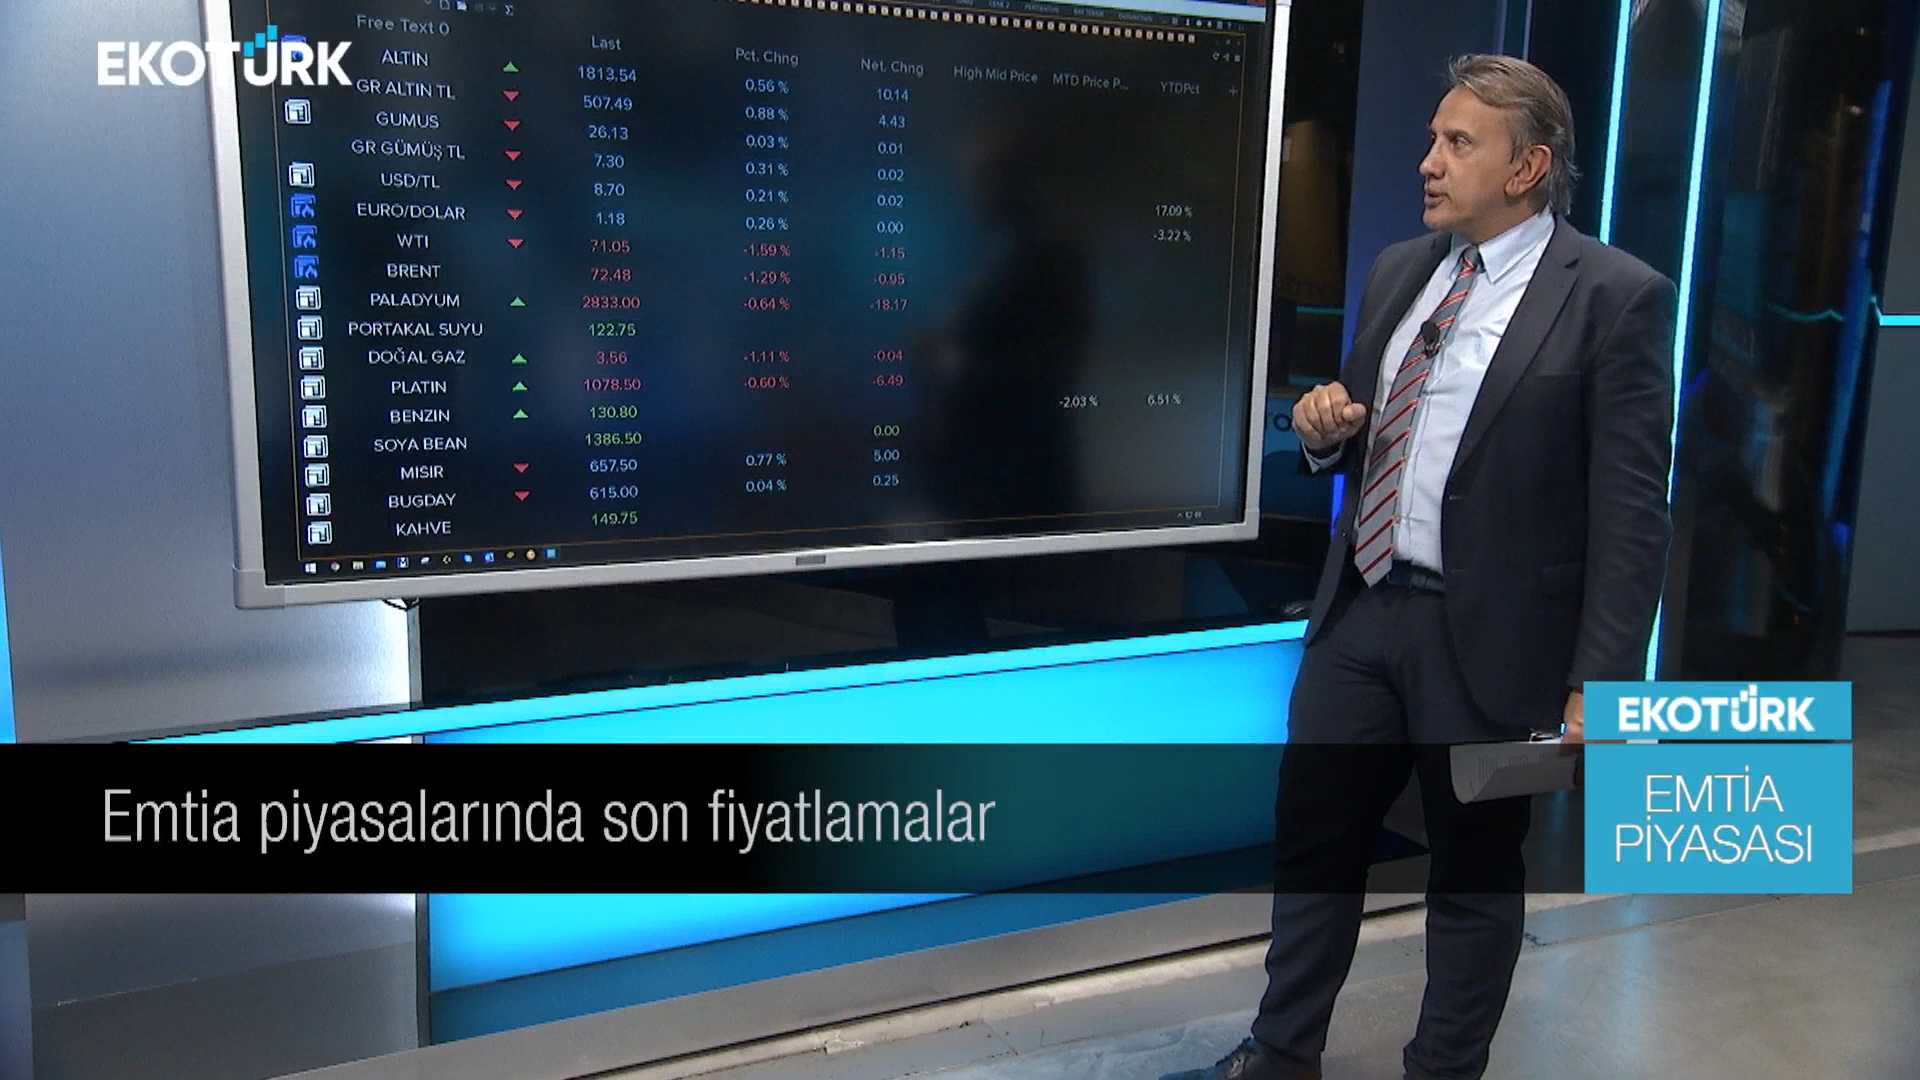 EKOTÜRK
Free Text 0 Last Pct. Chng Net. Chng High Mid Price MTD Price P... YTDPct
ALTIN 1813.54 0.56 % 10.14
GR ALTIN TL 507.49 0.88 % 4.43
GUMUS 26.13 0.03 % 0.01
GR GÜMÜŞ TL 7.30 0.31 % 0.02
USD/TL 8.70 0.21 % 0.02 17.09 %
EURO/DOLAR 1.18 0.26 % 0.00 -3.22 %
WTI 71.05 -1.59 % -1.15
BRENT 72.48 -1.29 % -0.95
PALADYUM 2833.00 -0.64 % -18.17
PORTAKAL SUYU 122.75
DOĞAL GAZ 3.56 -1.11 % -0.04
PLATIN 1078.50 -0.60 % -6.49 -2.03 % 6.51 %
BENZIN 130.80
SOYA BEAN 1386.50 0.00
MISIR 657.50 0.77 % 5.00
BUGDAY 615.00 0.04 % 0.25
KAHVE 149.75
EKOTÜRK
Emtia piyasalarında son fiyatlamalar
EMTİA
PİYASASI